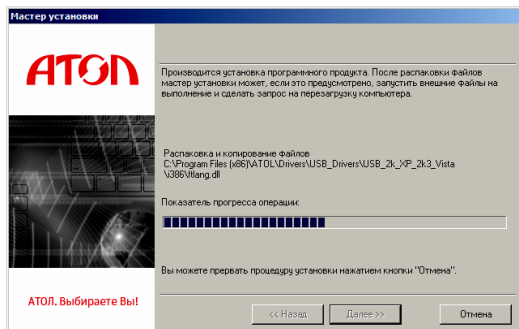 Мастер установки
АТОЛ
Производится установка программного продукта. После распаковки файлов
мастер установки может, если это предусмотрено, запустить внешние файлы на
выполнение и сделать запрос на перезагрузку компьютера.
Распаковка и копирование файлов
C:\Program Files (x86)\ATOL\Drivers\USB_Drivers\USB_2k_XP_2k3_Vista
\i386\ftlang.dll
Показатель прогресса операции:
Вы можете прервать процедуру установки нажатием кнопки "Отмена".
АТОЛ. Выбираете Вы!
<< Назад
Далее >>
Отмена